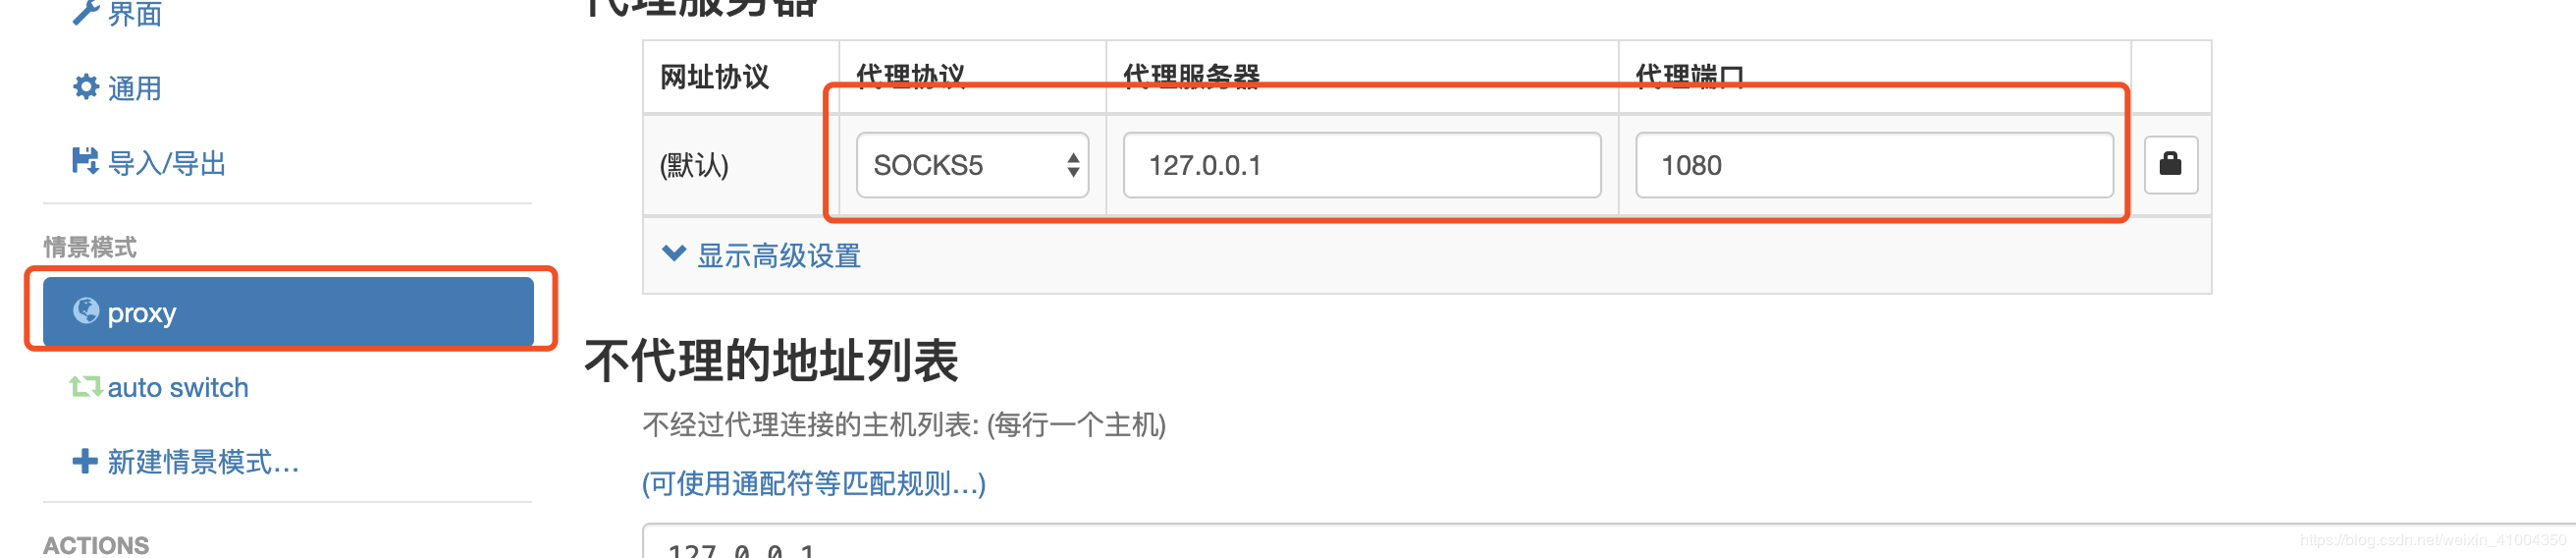 界面
通用
导入/导出
情景模式
proxy
auto switch
新建情景模式...
ACTIONS
代理服务器
网址协议 代理协议 代理服务器 代理端口
(默认) SOCKS5 127.0.0.1 1080
显示高级设置
不代理的地址列表
不经过代理连接的主机列表: (每行一个主机)
(可使用通配符等匹配规则...)
127.0.0.1
https://blog.csdn.net/weixin_41004350